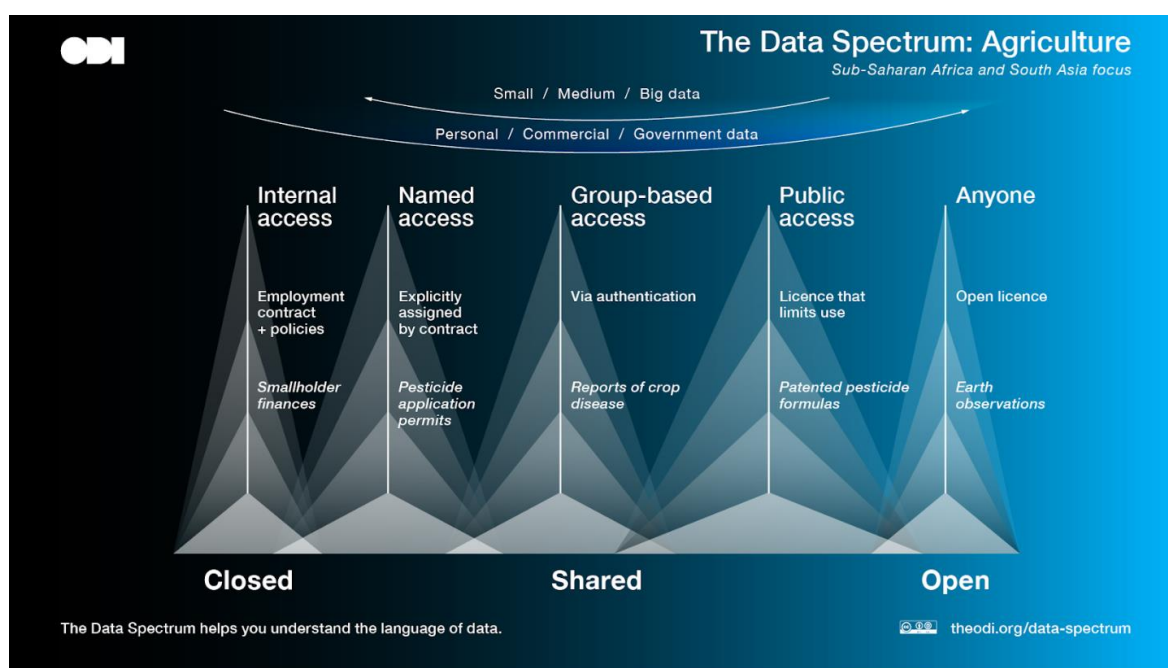 ODI
The Data Spectrum: Agriculture
Sub-Saharan Africa and South Asia focus
Small / Medium / Big data
Personal / Commercial / Government data
Internal
access
Named
access
Group-based
access
Public
access
Anyone
Employment
contract
+ policies
Explicitly
assigned
by contract
Via authentication
Licence that
limits use
Open licence
Smallholder
finances
Pesticide
application
permits
Reports of crop
disease
Patented pesticide
formulas
Earth
observations
Closed
Shared
Open
The Data Spectrum helps you understand the language of data.
theodi.org/data-spectrum